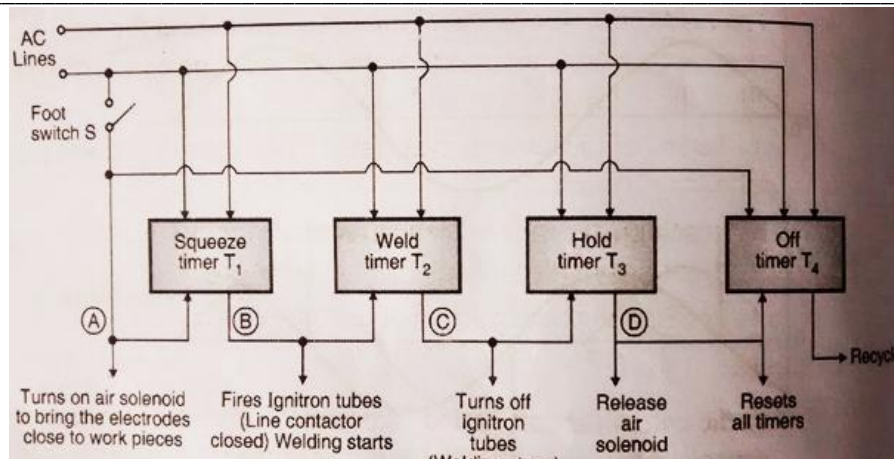 AC
Lines
Foot
switch S
Squeeze
timer T1
Weld
timer T2
Hold
timer T3
Off
timer T4
A
B
C
D
Recycl
Turns on air solenoid
to bring the electrodes
close to work pieces
Fires Ignitron tubes
(Line contactor
closed) Welding starts
Turns off
ignitron
tubes
Release
air
solenoid
Resets
all timers